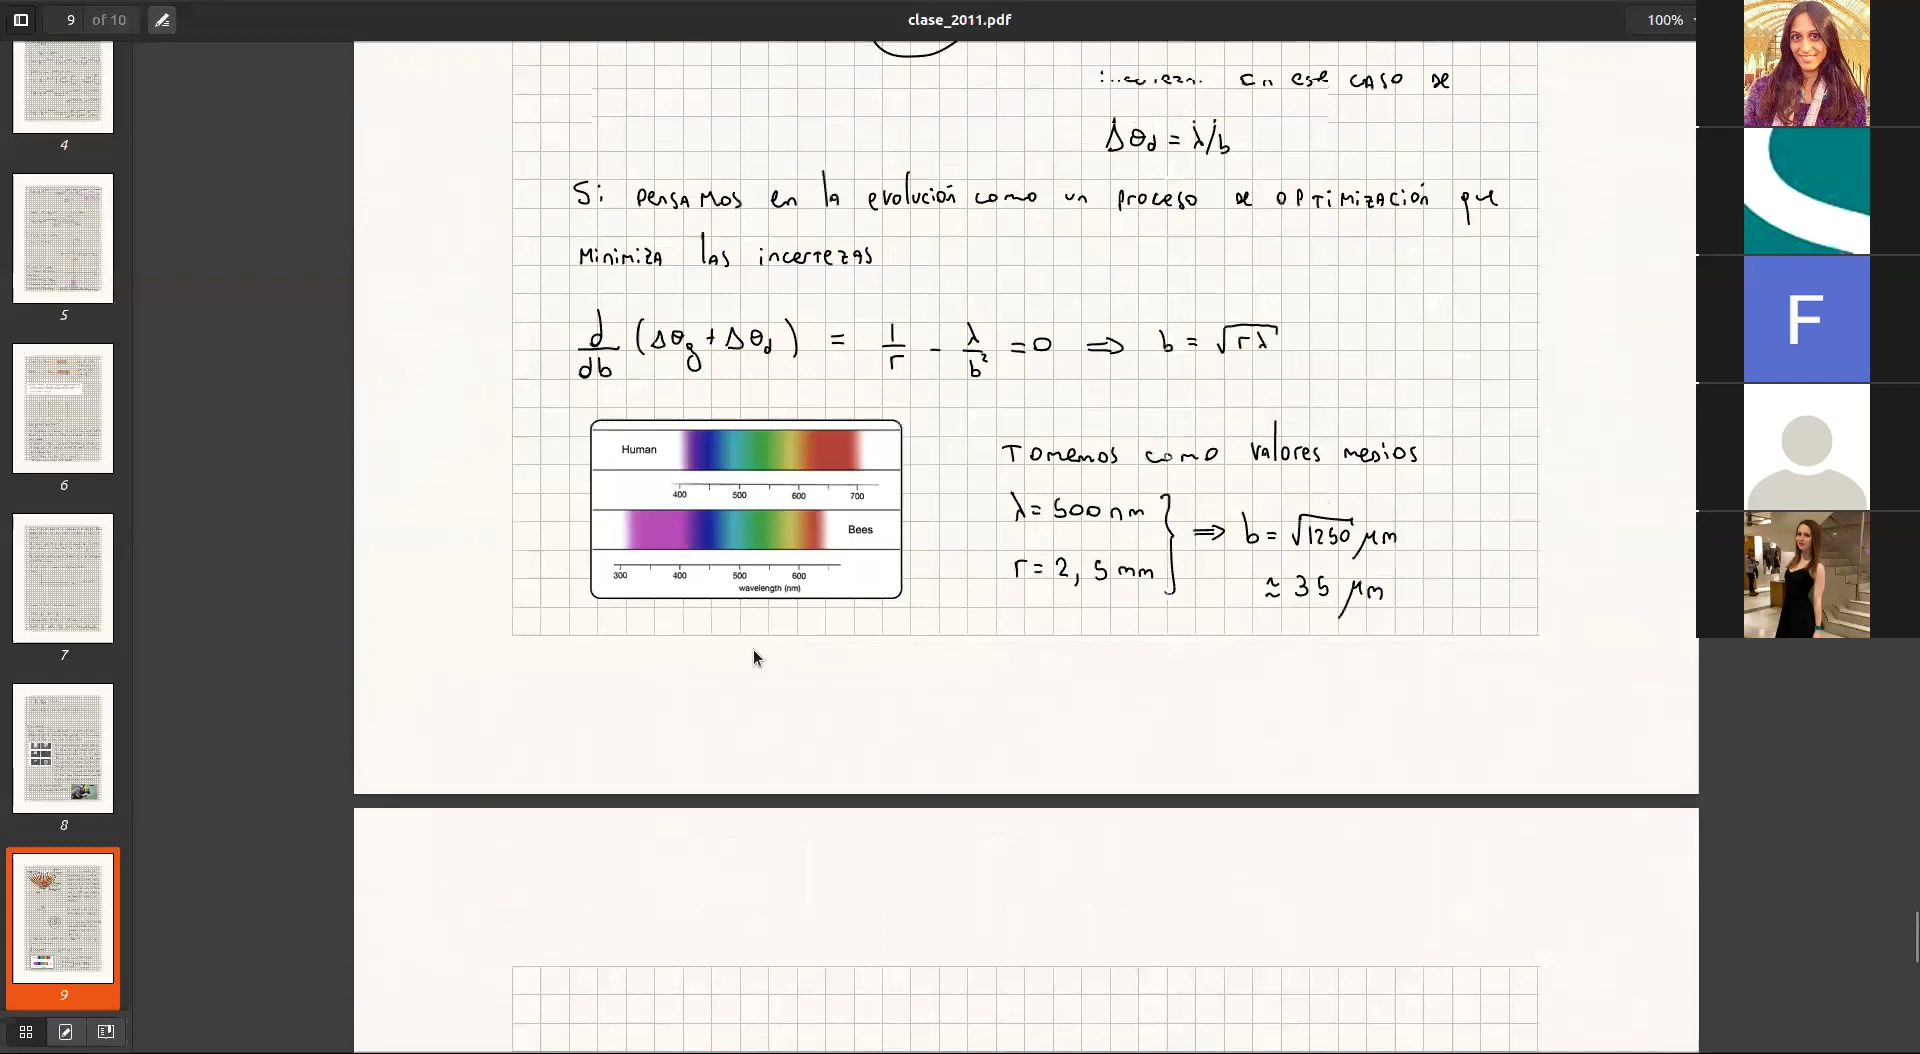 9 of 10
clase_2011.pdf
100%
4
5
6
7
8
9
En este caso de
Δθd = λ/b
Si pensamos en la evolución como un proceso de optimización que
minimiza las incertezas
d/db (Δθg + Δθd) = 1/r - λ/b² = 0 ⟹ b = √(rλ)
Human
400 500 600 700
Bees
300 400 500 600
wavelength (nm)
Tomemos como valores medios
λ = 500 nm
r = 2,5 mm
⟹ b = √1250 μm
≈ 35 μm
F